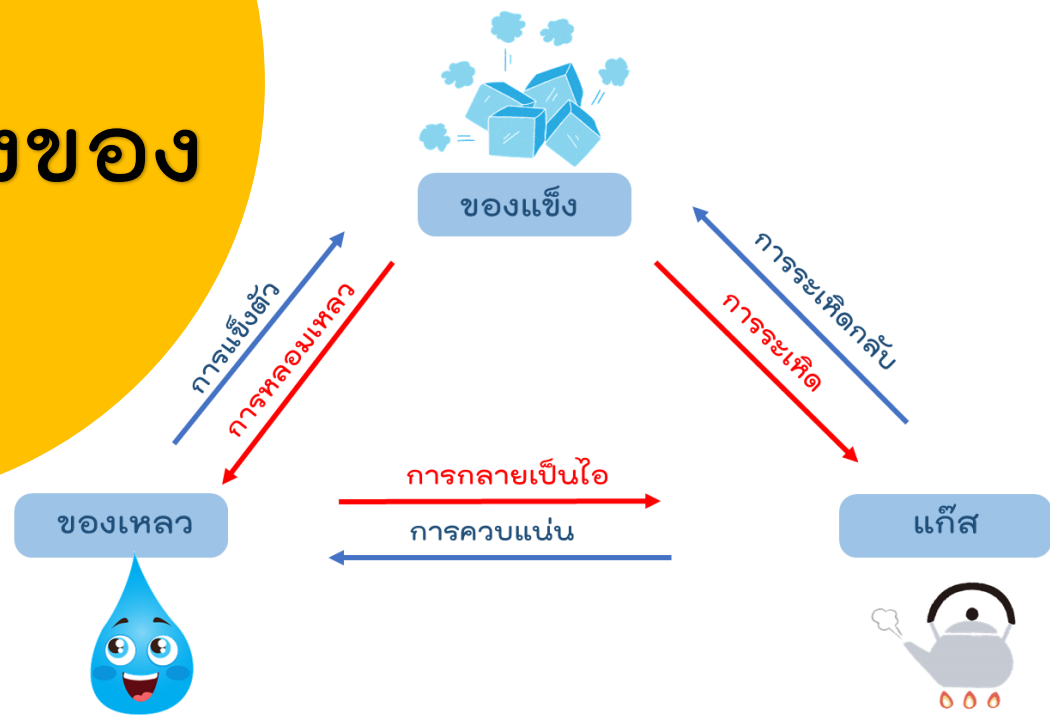 ของ
ของแข็ง
การแข็งตัว
การหลอมเหลว
การระเหิด
การระเหิดกลับ
การกลายเป็นไอ
การควบแน่น
ของเหลว
แก๊ส